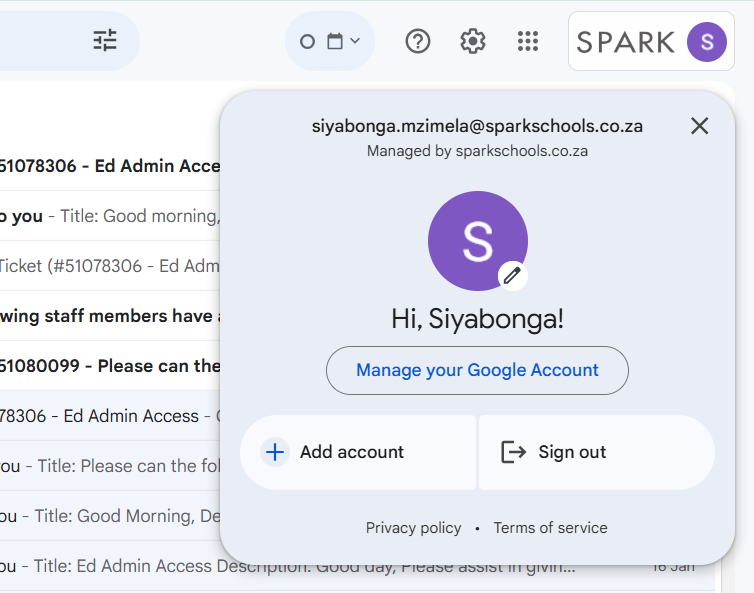 SPARK S
siyabonga.mzimela@sparkschools.co.za
Managed by sparkschools.co.za
51078306 - Ed Admin Acce
o you - Title: Good morning,
S
Ticket (#51078306 - Ed Adm
Hi, Siyabonga!
wing staff members have
Manage your Google Account
51080099 - Please can the
78306 - Ed Admin Access -
Add account
Sign out
ou - Title: Please can the fol
ou - Title: Good Morning, De
Privacy policy • Terms of service
ou - Title: Ed Admin Access Description: Good day, Please assist in givin... 16 Jan